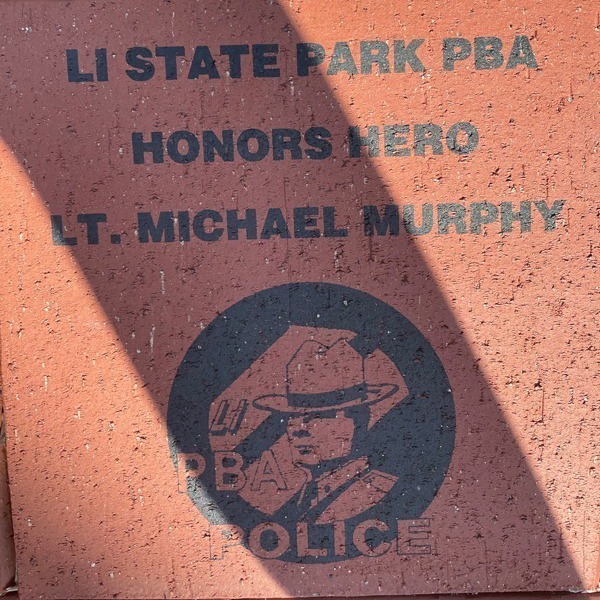 LI STATE PARK PBA
HONORS HERO
LT. MICHAEL MURPHY
LI
PBA
POLICE